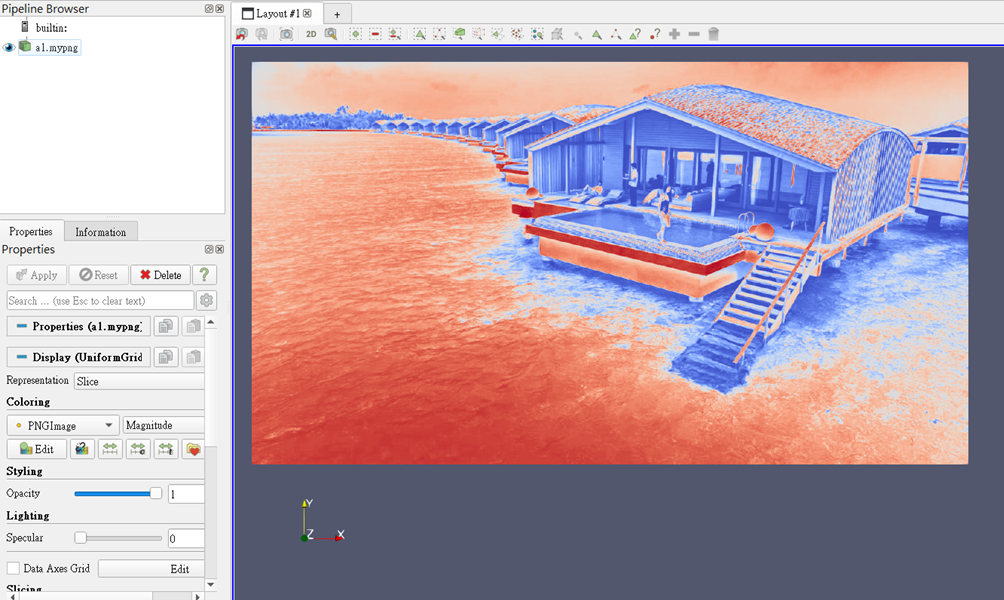 Pipeline Browser
builtin:
a1.mypng
Properties
Information
Properties
Apply
Reset
Delete
?
Search ... (use Esc to clear text)
Properties (a1.mypng)
Display (UniformGrid
Representation
Slice
Coloring
PNGImage
Magnitude
Edit
Styling
Opacity
1
Lighting
Specular
0
Data Axes Grid
Edit
Slicing
Layout #1
+
2D
Y
Z
X